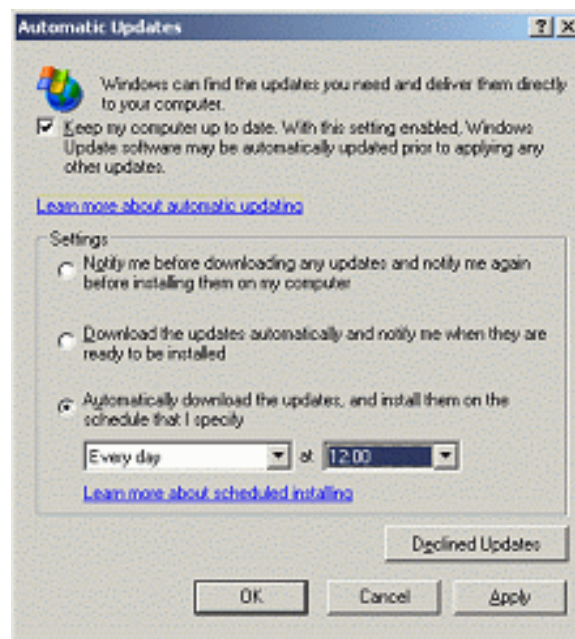 Automatic Updates
Windows can find the updates you need and deliver them directly
to your computer.
Keep my computer up to date. With this setting enabled, Windows
Update software may be automatically updated prior to applying any
other updates.
Learn more about automatic updating
Settings
Notify me before downloading any updates and notify me again
before installing them on my computer
Download the updates automatically and notify me when they are
ready to be installed
Automatically download the updates, and install them on the
schedule that I specify
Every day at 12:00
Learn more about scheduled installing
Declined Updates
OK Cancel Apply